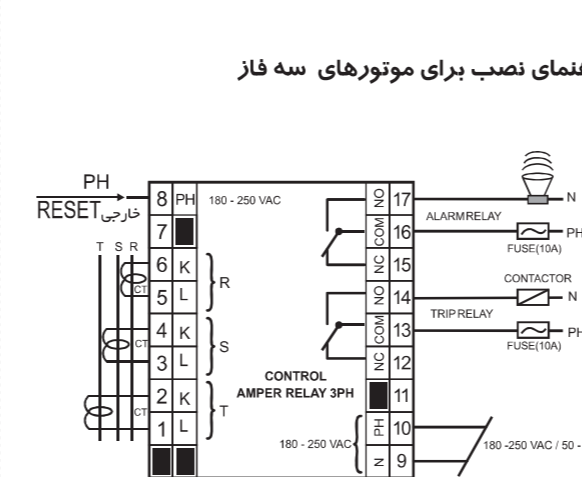 هنمای نصب برای موتورهای سه فاز
PH
RESET خارجی
8 PH 180 - 250 VAC
7
T S R
6 K
CT
5 L
R
4 K
CT
3 L
S
2 K
CT
1 L
T
CONTROL
AMPER RELAY 3PH
NO 17
N
ALARM RELAY
COM 16
PH
FUSE(10A)
NC 15
CONTACTOR
NO 14
N
TRIP RELAY
COM 13
PH
FUSE(10A)
NC 12
11
PH 10
180 - 250 VAC
180 -250 VAC / 50 -
N 9